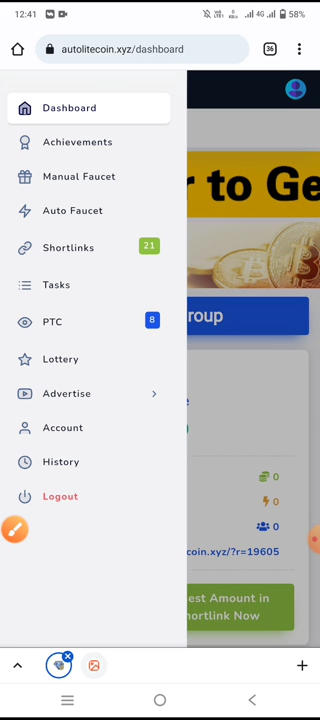 12:41
4G
58%
autolitecoin.xyz/dashboard
36
Dashboard
Achievements
r to Ge
Manual Faucet
Auto Faucet
Shortlinks
21
Tasks
PTC
8
roup
Lottery
Advertise
Account
History
0
Logout
0
0
coin.xyz/?r=19605
est Amount in
hortlink Now